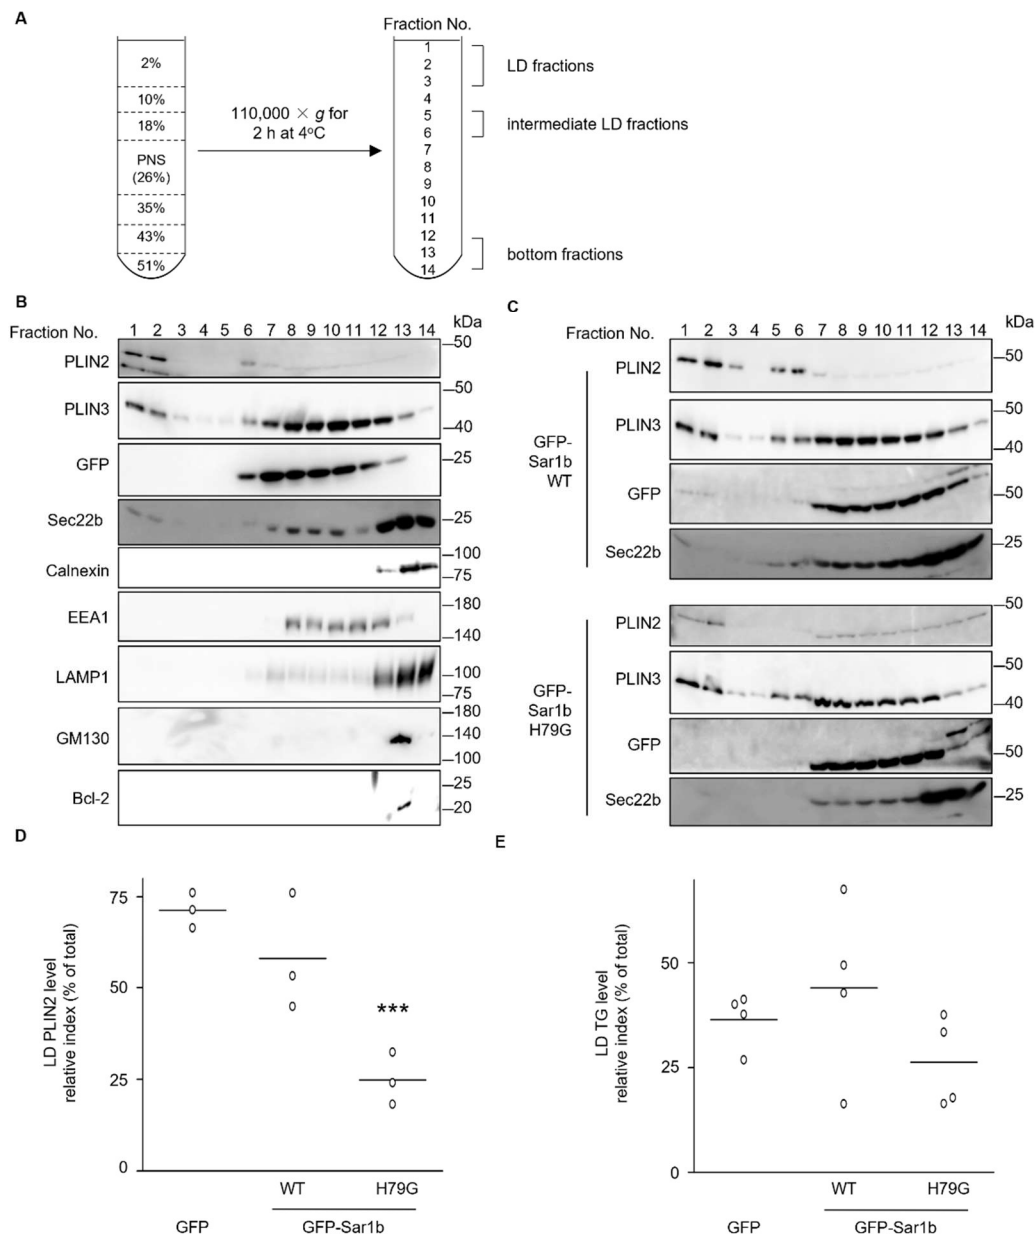 A
Fraction No.
2%
10%
18%
PNS
(26%)
35%
43%
51%
110,000 × g for
2 h at 4°C
1
2
3
4
5
6
7
8
9
10
11
12
13
14
LD fractions
intermediate LD fractions
bottom fractions
B
Fraction No. 1 2 3 4 5 6 7 8 9 10 11 12 13 14 kDa
PLIN2 50
PLIN3 50
40
GFP 25
Sec22b 25
Calnexin 100
75
EEA1 180
140
LAMP1 100
75
GM130 180
140
100
Bcl-2 25
20
C
Fraction No. 1 2 3 4 5 6 7 8 9 10 11 12 13 14 kDa
GFP-
Sar1b
WT
PLIN2 50
PLIN3 50
40
GFP 50
Sec22b 25
GFP-
Sar1b
H79G
PLIN2 50
PLIN3 50
40
GFP 50
Sec22b 25
D
LD PLIN2 level
relative index (% of total)
75
50
25
0
***
WT H79G
GFP GFP-Sar1b
E
LD TG level
relative index (% of total)
50
25
0
WT H79G
GFP GFP-Sar1b